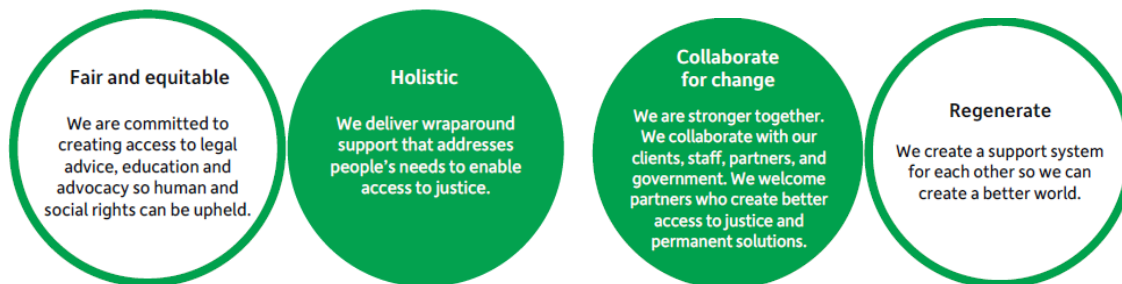 Fair and equitable
We are committed to
creating access to legal
advice, education and
advocacy so human and
social rights can be upheld.
Holistic
We deliver wraparound
support that addresses
people's needs to enable
access to justice.
Collaborate
for change
We are stronger together.
We collaborate with our
clients, staff, partners, and
government. We welcome
partners who create better
access to justice and
permanent solutions.
Regenerate
We create a support system
for each other so we can
create a better world.